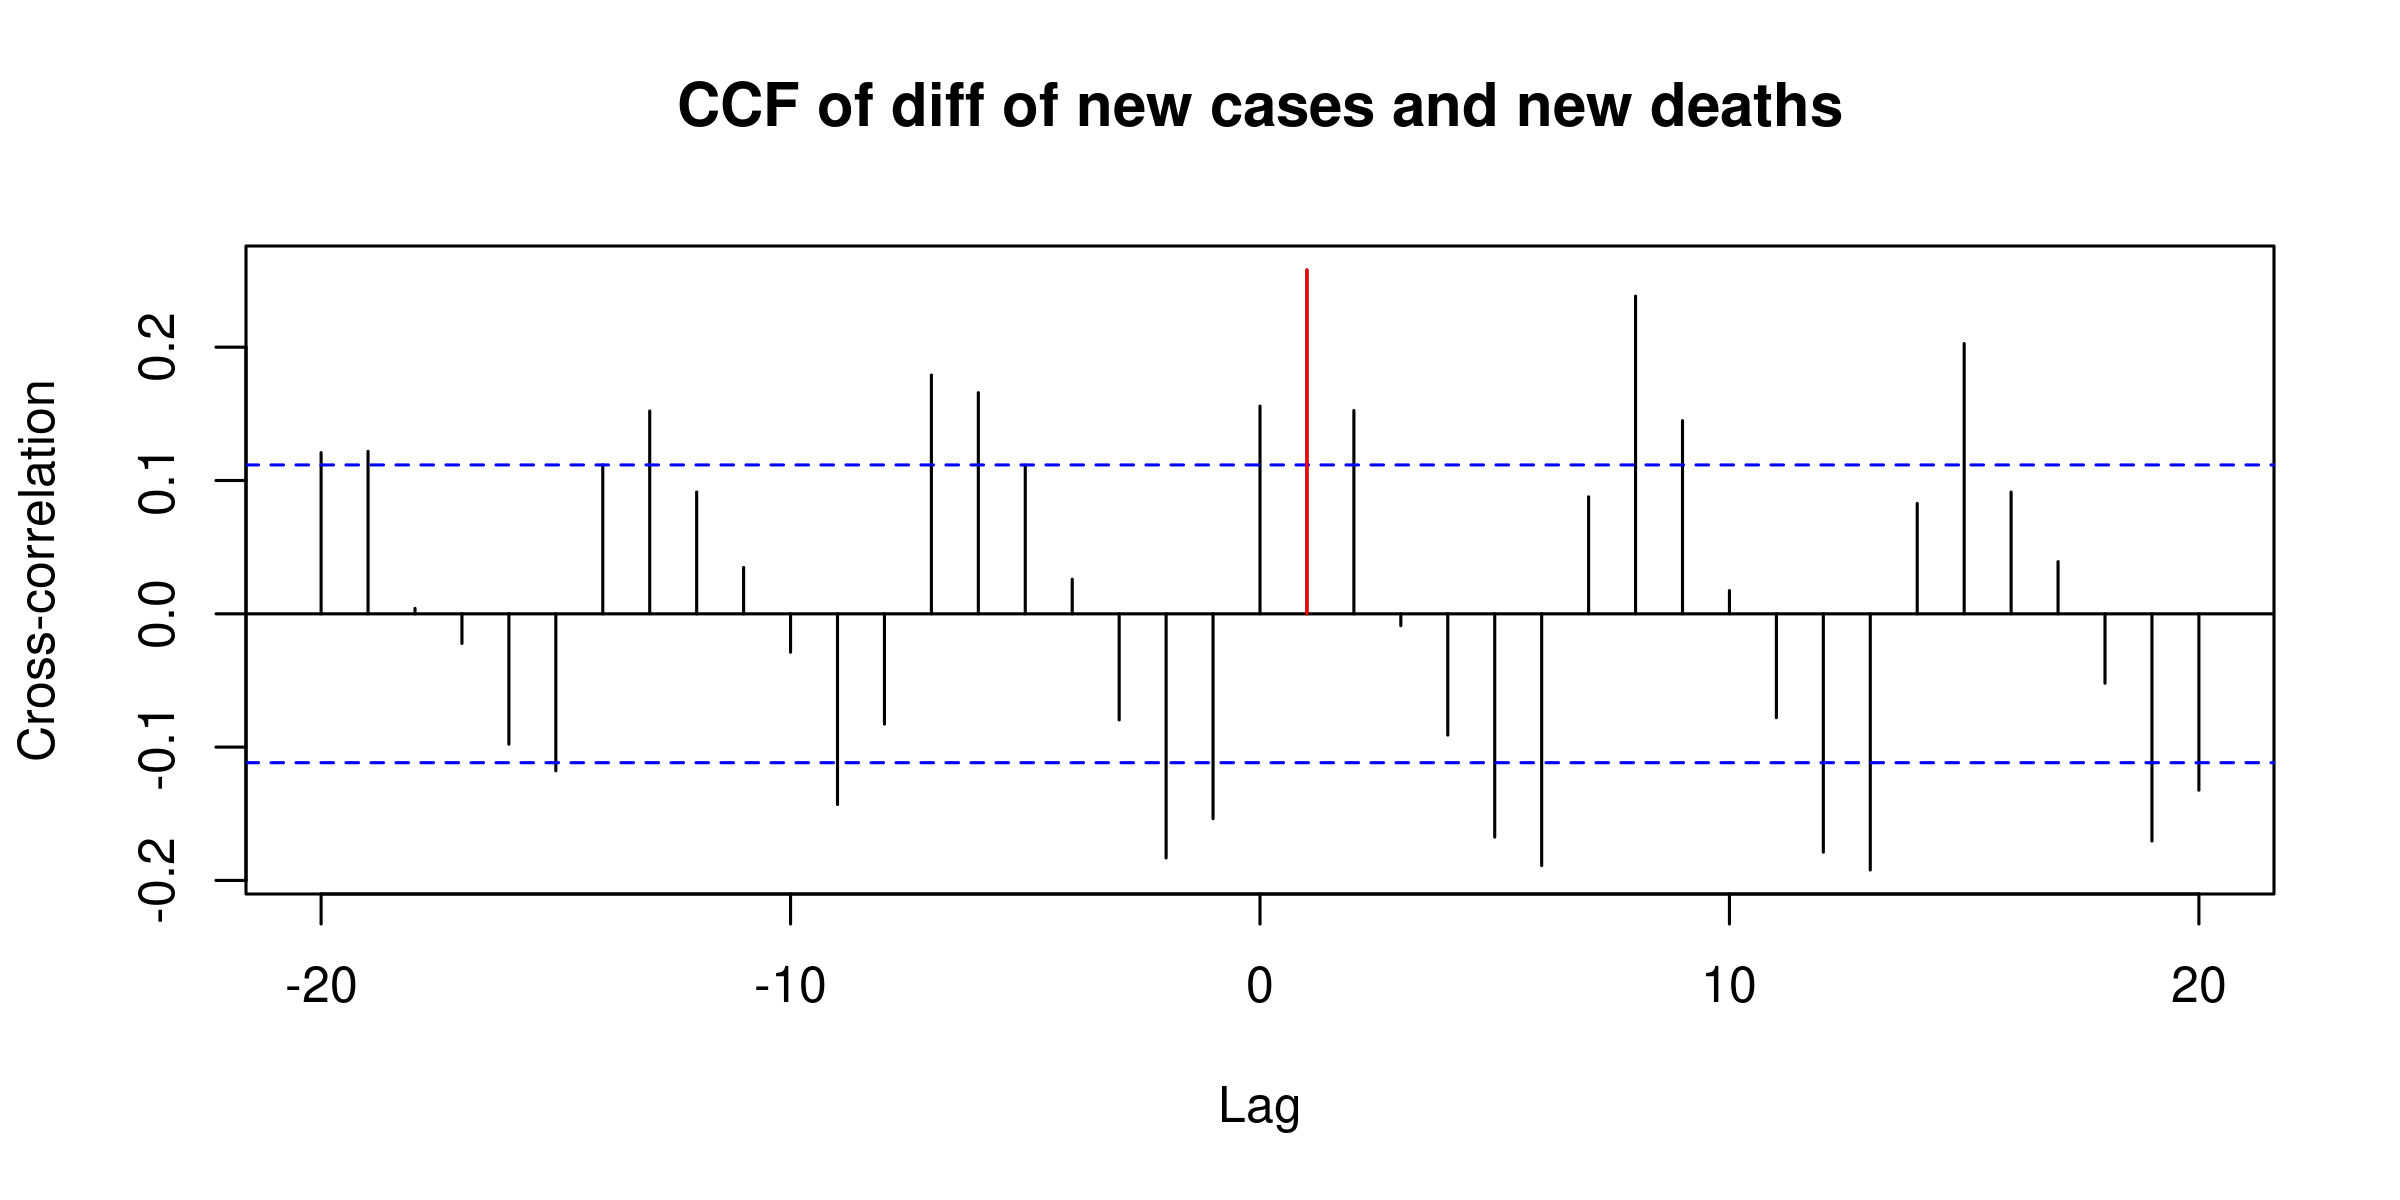 CCF of diff of new cases and new deaths
Cross-correlation
0.2
0.1
0.0
-0.1
-0.2
-20 -10 0 10 20
Lag